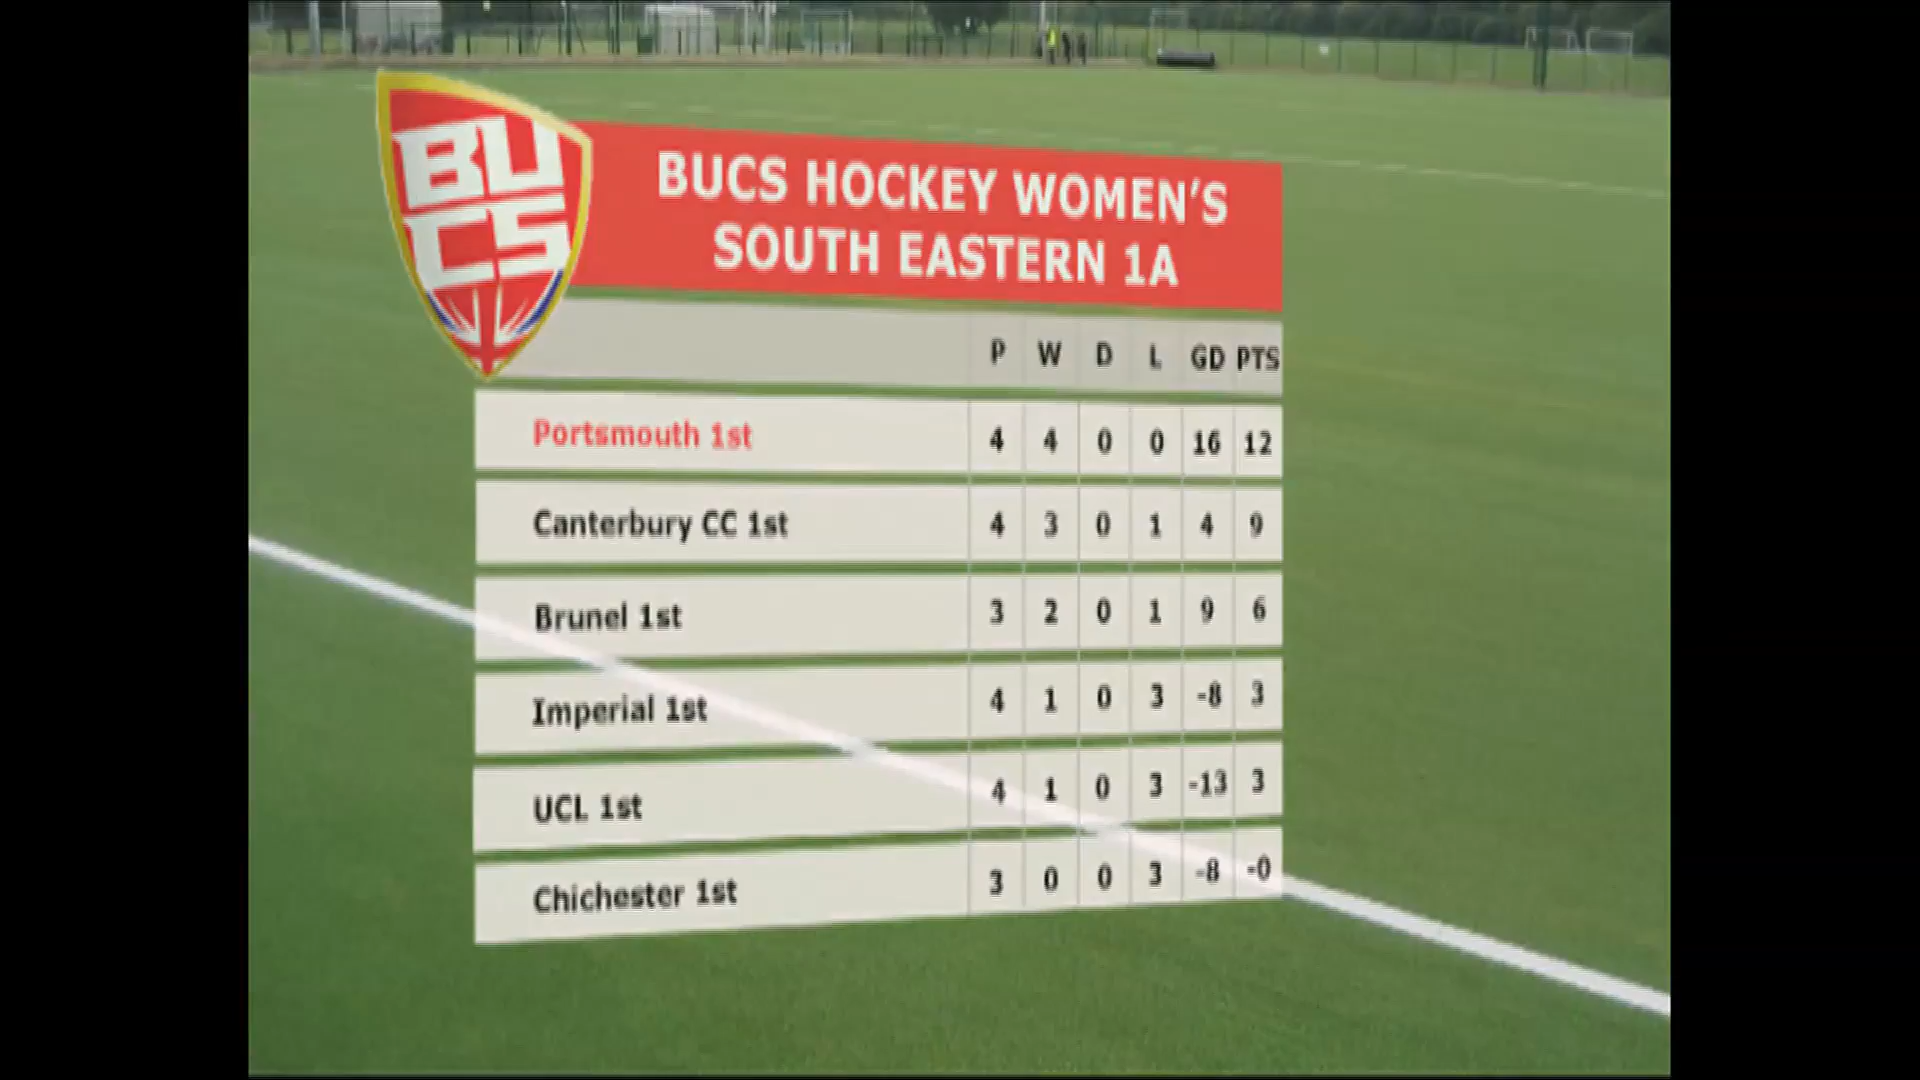 BU
CS
BUCS HOCKEY WOMEN'S
SOUTH EASTERN 1A
P W D L GD PTS
Portsmouth 1st 4 4 0 0 16 12
Canterbury CC 1st 4 3 0 1 4 9
Brunel 1st 3 2 0 1 9 6
Imperial 1st 4 1 0 3 -8 3
UCL 1st 4 1 0 3 -13 3
Chichester 1st 3 0 0 3 -8 -0